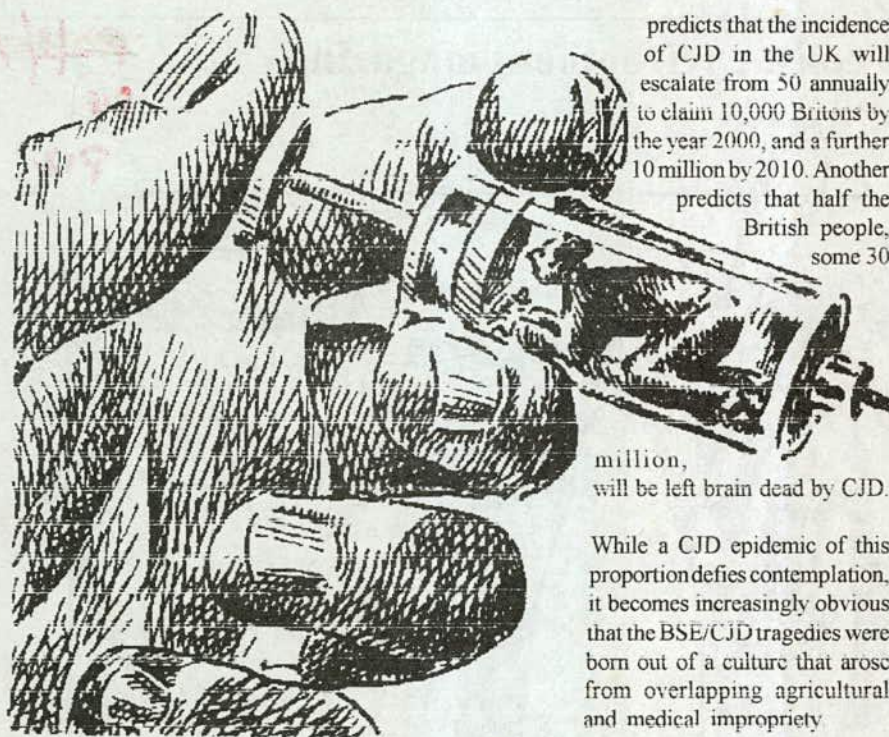 predicts that the incidence
of CJD in the UK will
escalate from 50 annually
to claim 10,000 Britons by
the year 2000, and a further
10 million by 2010. Another
predicts that half the
British people,
some 30
million,
will be left brain dead by CJD.
While a CJD epidemic of this
proportion defies contemplation,
it becomes increasingly obvious
that the BSE/CJD tragedies were
born out of a culture that arose
from overlapping agricultural
and medical impropriety